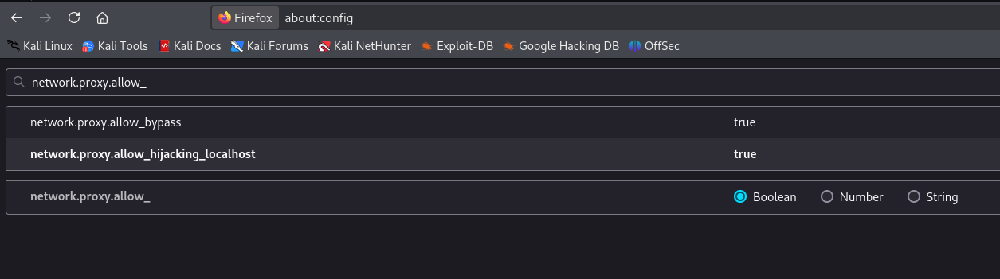 Firefox about:config
Kali Linux Kali Tools Kali Docs Kali Forums Kali NetHunter Exploit-DB Google Hacking DB OffSec
network.proxy.allow_
network.proxy.allow_bypass true
network.proxy.allow_hijacking_localhost true
network.proxy.allow_ Boolean Number String